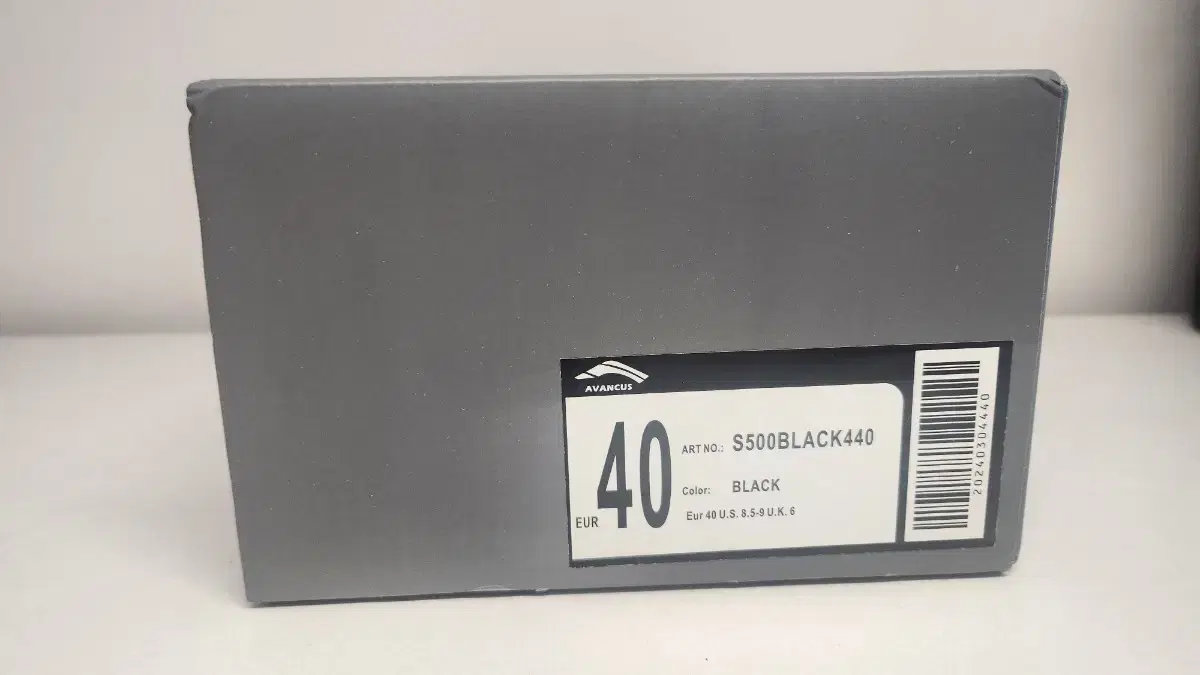 AVANCUS
EUR 40
ART NO.: S500BLACK440
Color: BLACK
Eur 40 U.S. 8.5-9 U.K. 6
20240304440